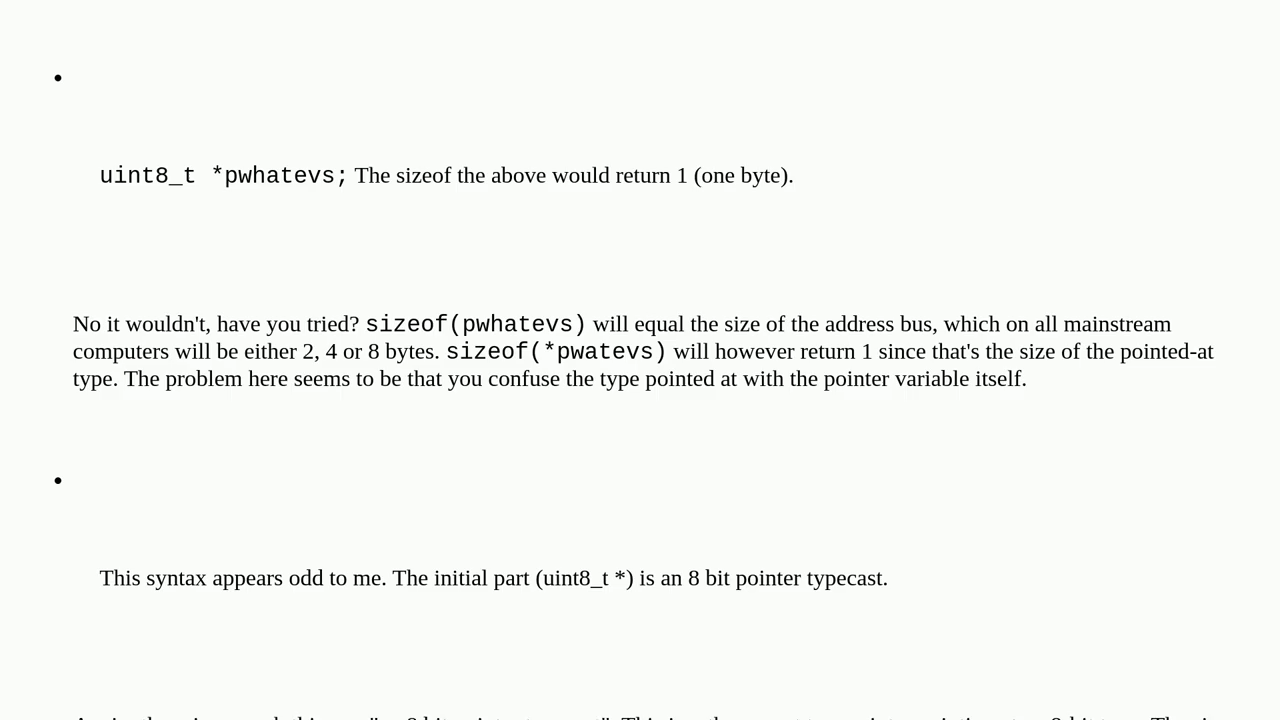 uint8_t *pwhatevs; The sizeof the above would return 1 (one byte).
No it wouldn't, have you tried? sizeof(pwhatevs) will equal the size of the address bus, which on all mainstream
computers will be either 2, 4 or 8 bytes. sizeof(*pwatevs) will however return 1 since that's the size of the pointed-at
type. The problem here seems to be that you confuse the type pointed at with the pointer variable itself.
This syntax appears odd to me. The initial part (uint8_t *) is an 8 bit pointer typecast.